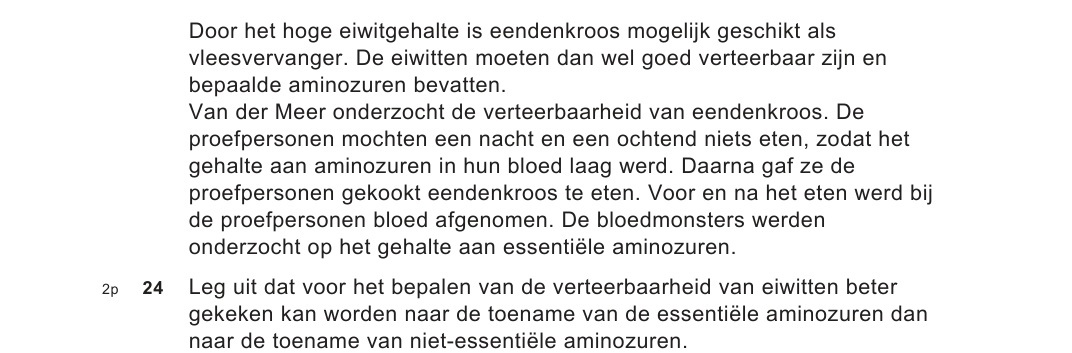 Door het hoge eiwitgehalte is eendenkroos mogelijk geschikt als
vleesvervanger. De eiwitten moeten dan wel goed verteerbaar zijn en
bepaalde aminozuren bevatten.
Van der Meer onderzocht de verteerbaarheid van eendenkroos. De
proefpersonen mochten een nacht en een ochtend niets eten, zodat het
gehalte aan aminozuren in hun bloed laag werd. Daarna gaf ze de
proefpersonen gekookt eendenkroos te eten. Voor en na het eten werd bij
de proefpersonen bloed afgenomen. De bloedmonsters werden
onderzocht op het gehalte aan essentiële aminozuren.
2p 24 Leg uit dat voor het bepalen van de verteerbaarheid van eiwitten beter
gekeken kan worden naar de toename van de essentiële aminozuren dan
naar de toename van niet-essentiële aminozuren.